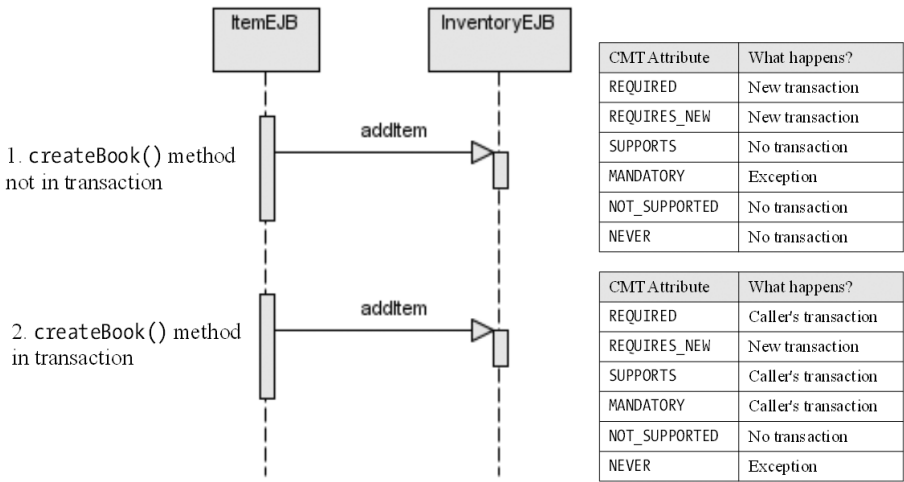 ItemEJB
InventoryEJB
1. createBook() method
not in transaction
addItem
CMT Attribute What happens?
REQUIRED New transaction
REQUIRES_NEW New transaction
SUPPORTS No transaction
MANDATORY Exception
NOT_SUPPORTED No transaction
NEVER No transaction
2. createBook() method
in transaction
addItem
CMT Attribute What happens?
REQUIRED Caller's transaction
REQUIRES_NEW New transaction
SUPPORTS Caller's transaction
MANDATORY Caller's transaction
NOT_SUPPORTED No transaction
NEVER Exception